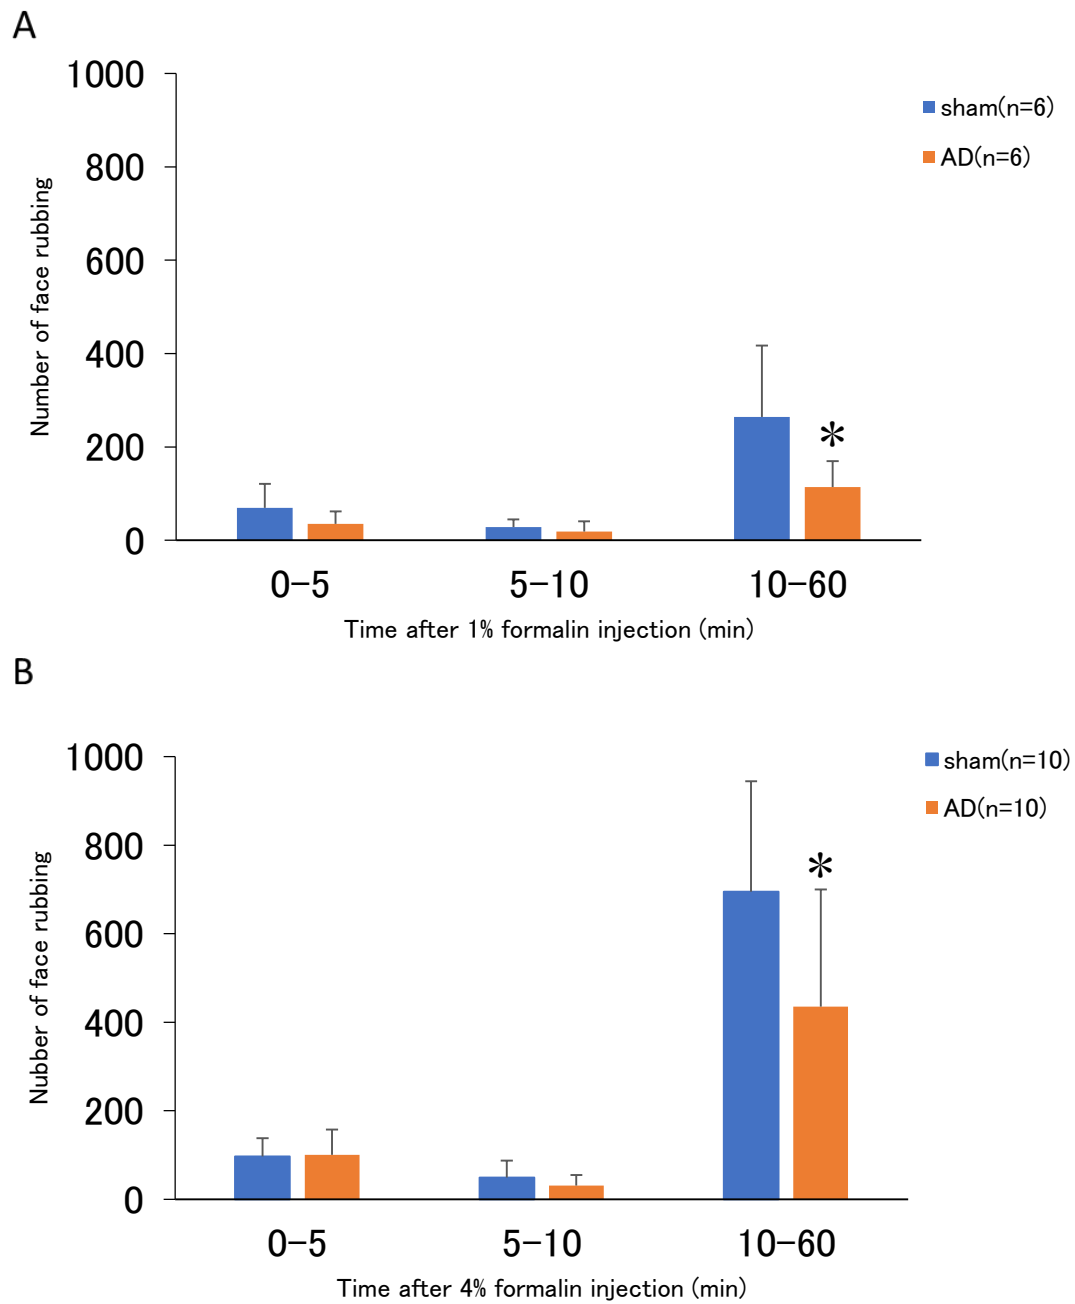 A
1000
800
600
400
200
0
Number of face rubbing
sham(n=6)
AD(n=6)
*
0-5 5-10 10-60
Time after 1% formalin injection (min)
B
1000
800
600
400
200
0
Nubber of face rubbing
sham(n=10)
AD(n=10)
*
0-5 5-10 10-60
Time after 4% formalin injection (min)